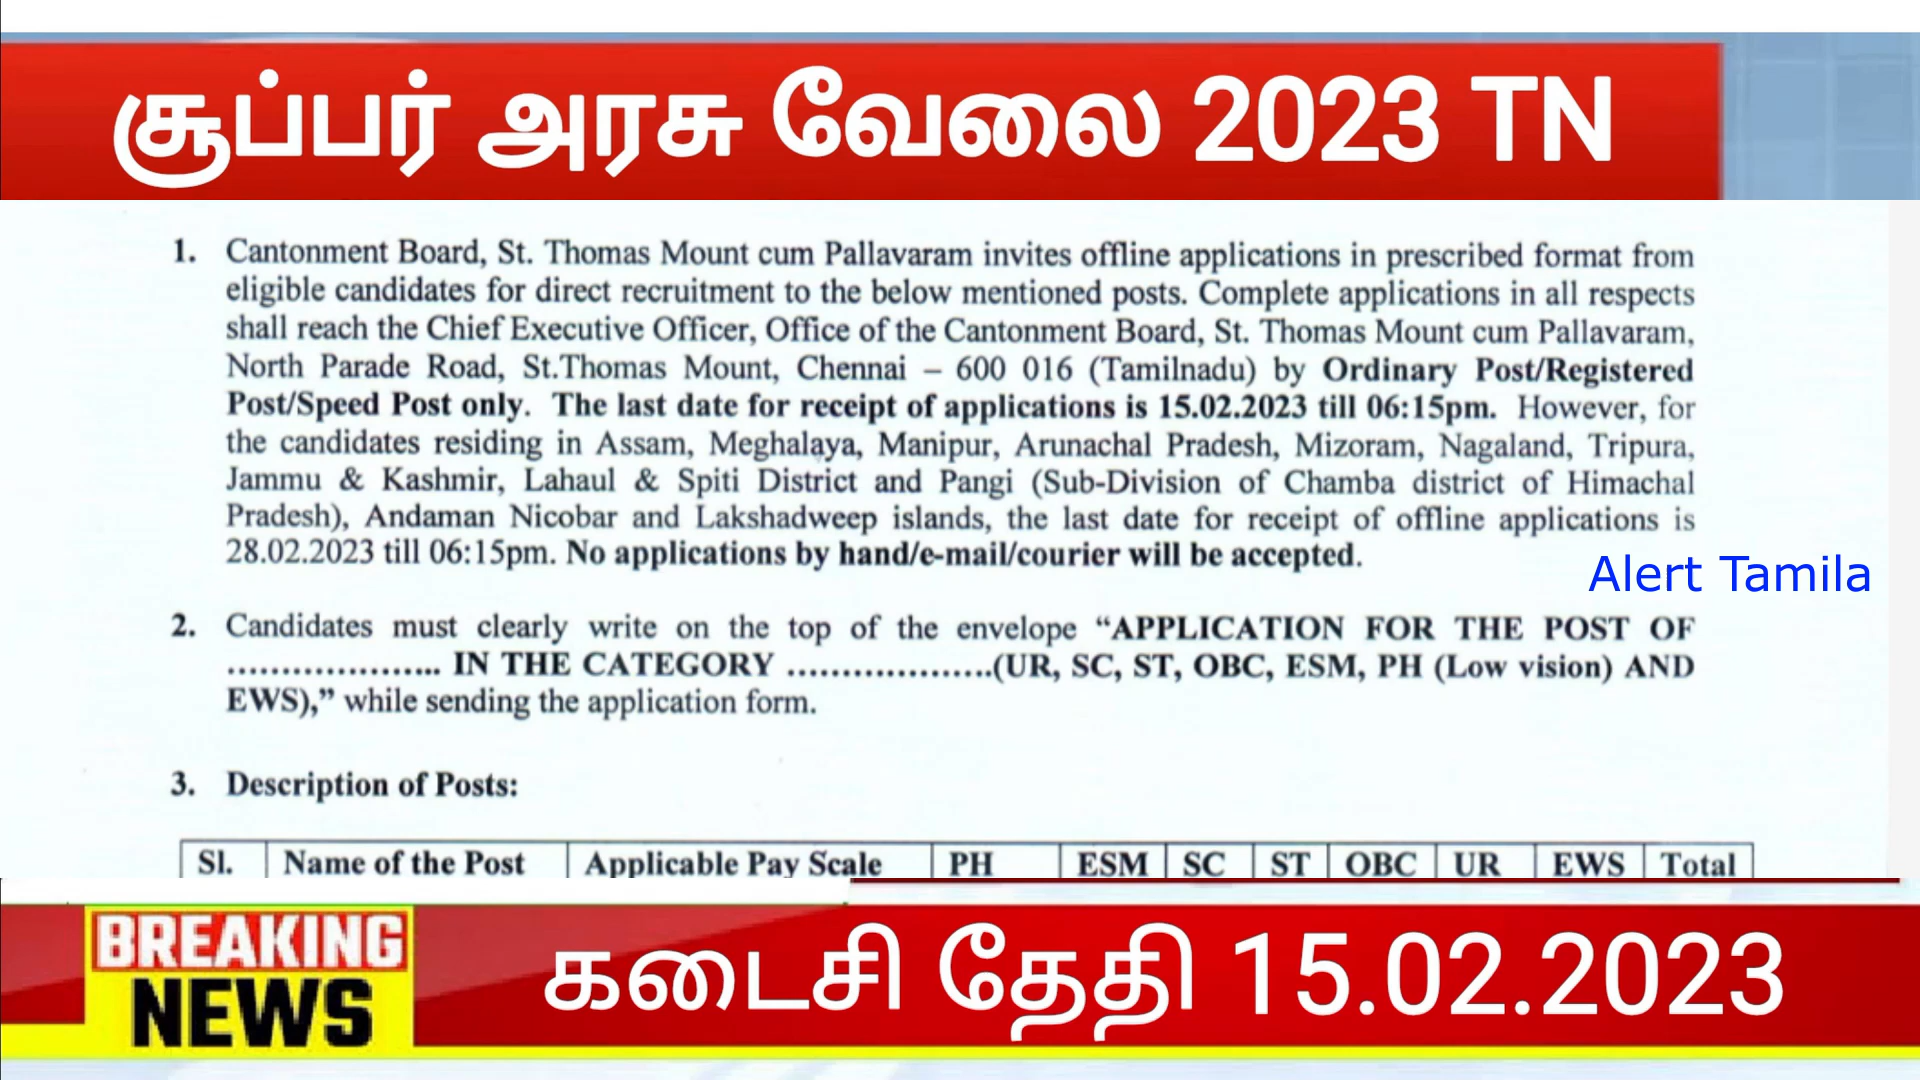 சூப்பர் அரசு வேலை 2023 TN
1. Cantonment Board, St. Thomas Mount cum Pallavaram invites offline applications in prescribed format from
eligible candidates for direct recruitment to the below mentioned posts. Complete applications in all respects
shall reach the Chief Executive Officer, Office of the Cantonment Board, St. Thomas Mount cum Pallavaram,
North Parade Road, St.Thomas Mount, Chennai – 600 016 (Tamilnadu) by Ordinary Post/Registered
Post/Speed Post only. The last date for receipt of applications is 15.02.2023 till 06:15pm. However, for
the candidates residing in Assam, Meghalaya, Manipur, Arunachal Pradesh, Mizoram, Nagaland, Tripura,
Jammu & Kashmir, Lahaul & Spiti District and Pangi (Sub-Division of Chamba district of Himachal
Pradesh), Andaman Nicobar and Lakshadweep islands, the last date for receipt of offline applications is
28.02.2023 till 06:15pm. No applications by hand/e-mail/courier will be accepted.
Alert Tamila
2. Candidates must clearly write on the top of the envelope “APPLICATION FOR THE POST OF
.................... IN THE CATEGORY ...................(UR, SC, ST, OBC, ESM, PH (Low vision) AND
EWS),” while sending the application form.
3. Description of Posts:
Sl. Name of the Post Applicable Pay Scale PH ESM SC ST OBC UR EWS Total
BREAKING
NEWS
கடைசி தேதி 15.02.2023